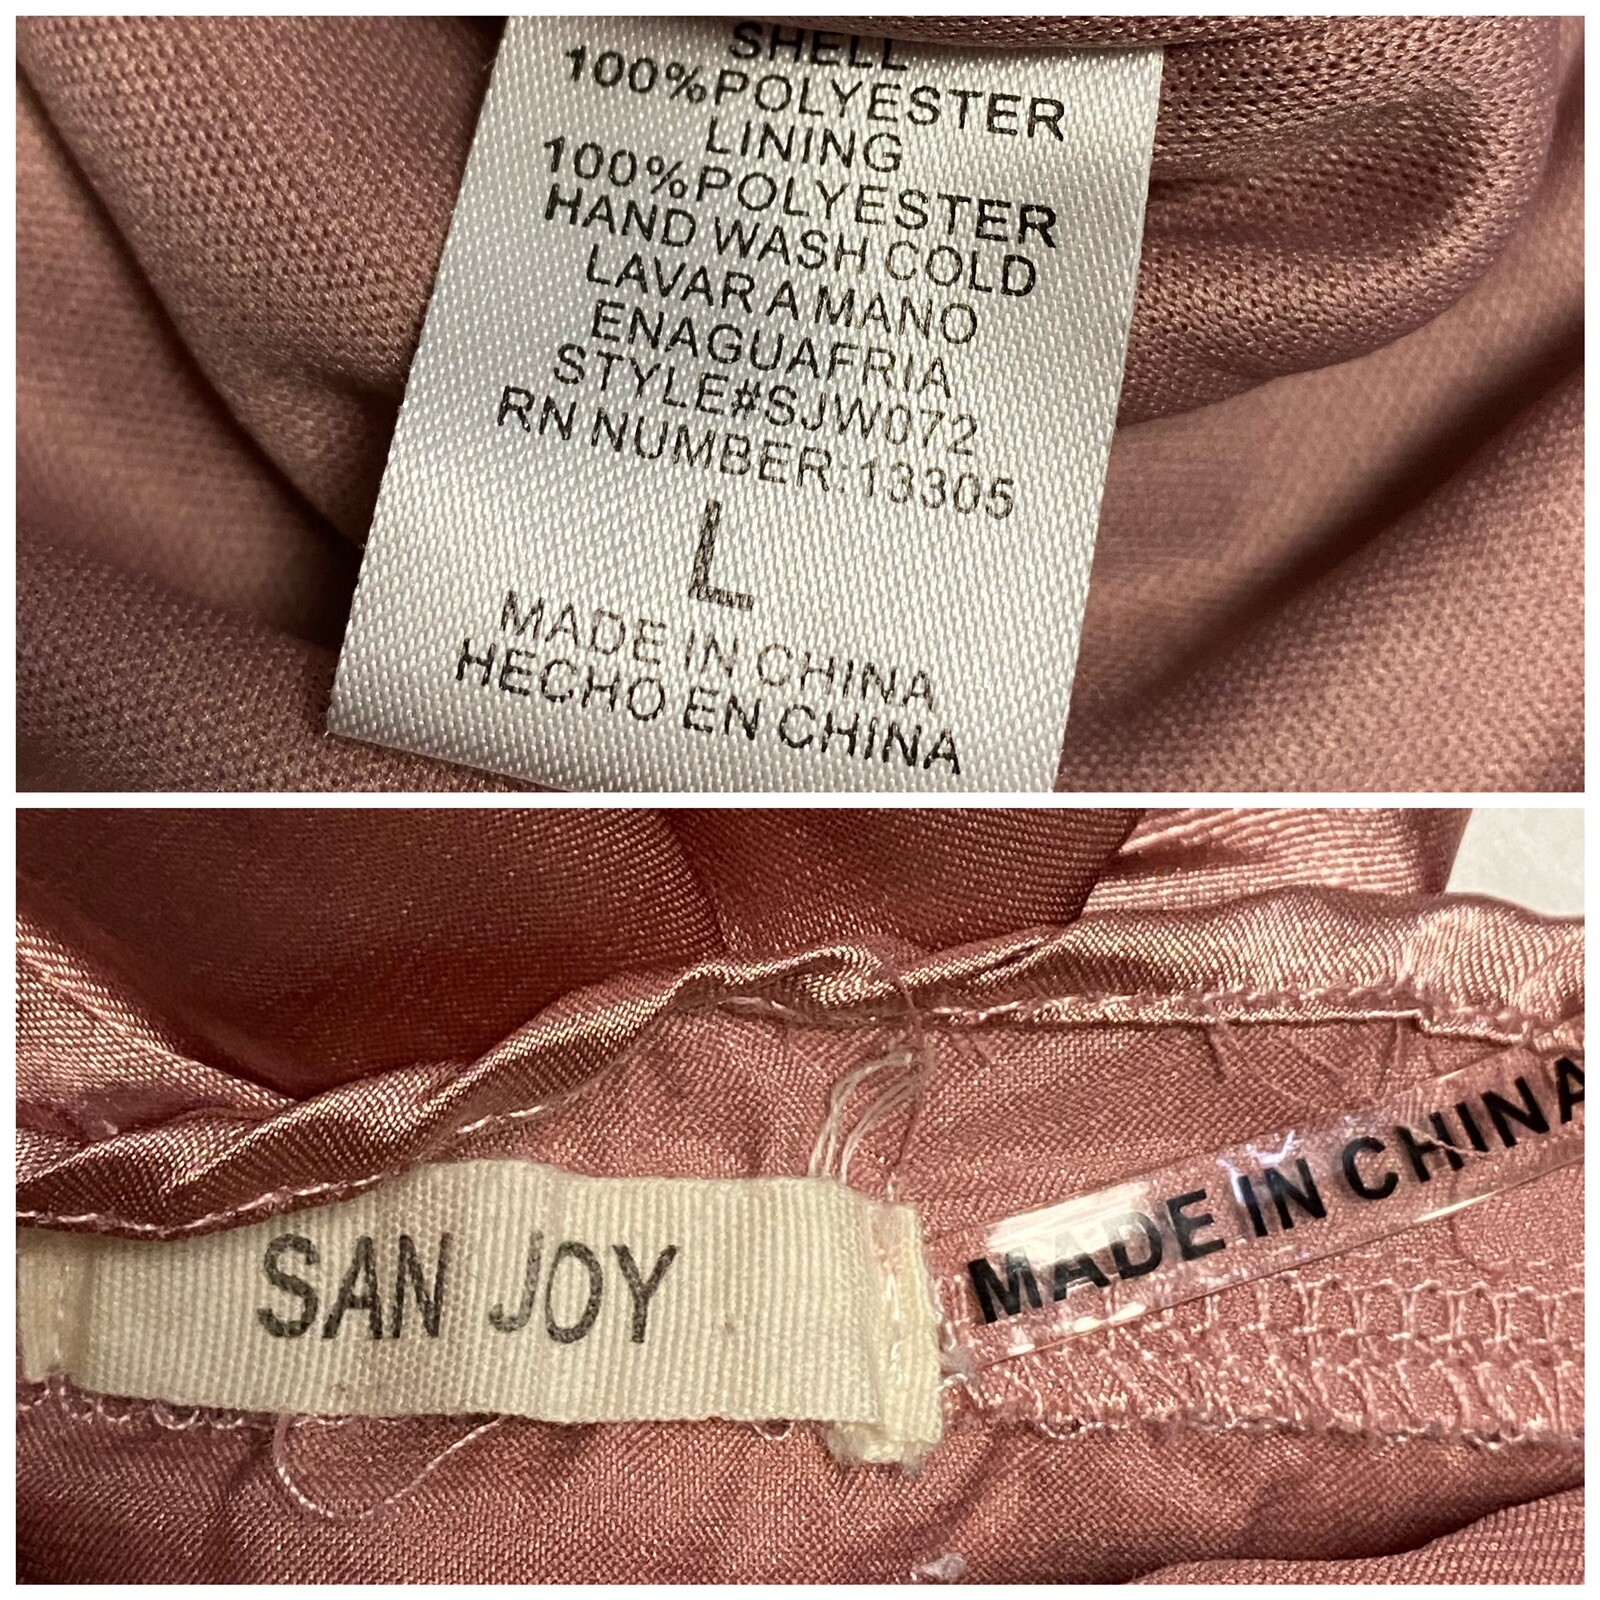 SHELL
100%POLYESTER
LINING
100%POLYESTER
HAND WASH COLD
LAVAR A MANO
ENAGUAFRIA
STYLE#SJW072
RN NUMBER:13305
L
MADE IN CHINA
HECHO EN CHINA
SAN JOY
MADE IN CHINA